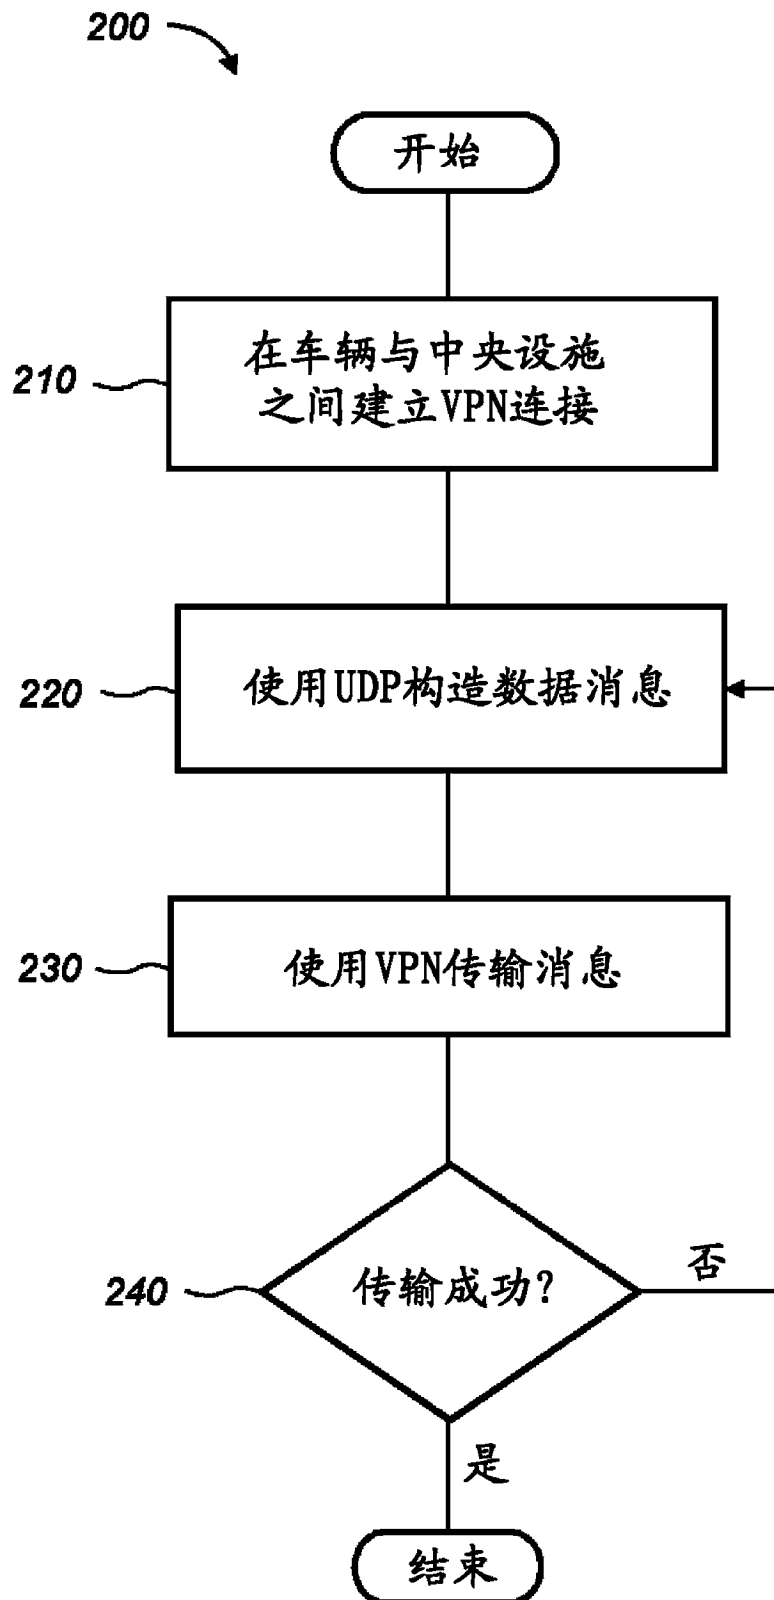 200
开始
210
在车辆与中央设施
之间建立VPN连接
220
使用UDP构造数据消息
230
使用VPN传输消息
240
传输成功?
否
是
结束